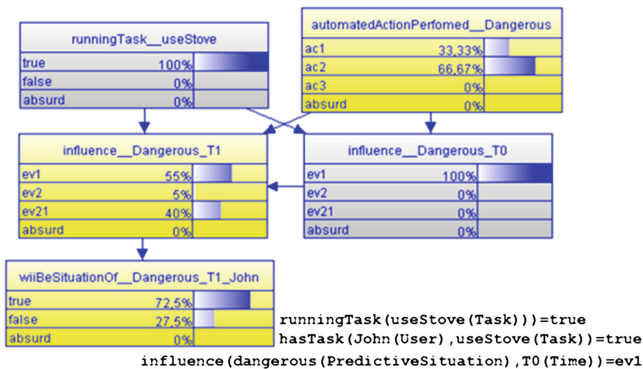 runningTask__useStove
true 100%
false 0%
absurd 0%
automatedActionPerfomed__Dangerous
ac1 33,33%
ac2 66,67%
ac3 0%
absurd 0%
influence__Dangerous_T1
ev1 55%
ev2 5%
ev21 40%
absurd 0%
influence__Dangerous_T0
ev1 100%
ev2 0%
ev21 0%
absurd 0%
wiiBeSituationOf__Dangerous_T1_John
true 72,5%
false 27,5%
absurd 0%
runningTask(useStove(Task)))=true
hasTask(John(User),useStove(Task))=true
influence(dangerous(PredictiveSituation),T0(Time))=ev1